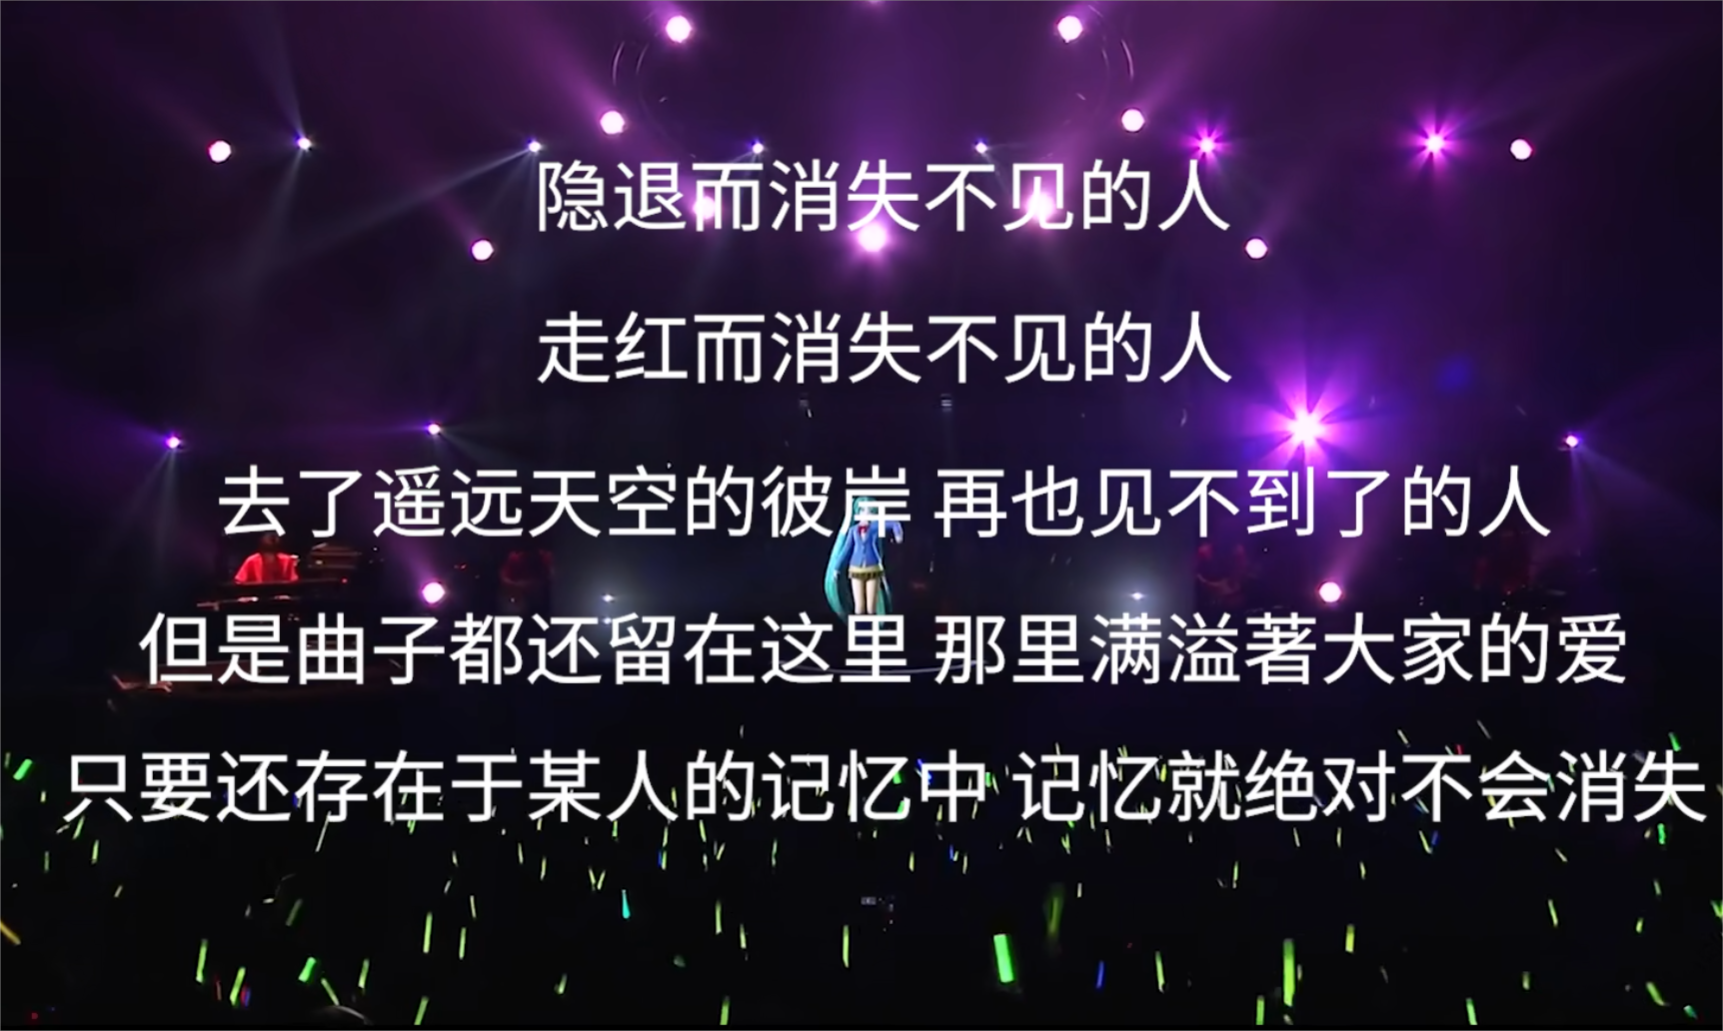 隐退而消失不见的人
走红而消失不见的人
去了遥远天空的彼岸 再也见不到了的人
但是曲子都还留在这里 那里满溢著大家的爱
只要还存在于某人的记忆中 记忆就绝对不会消失